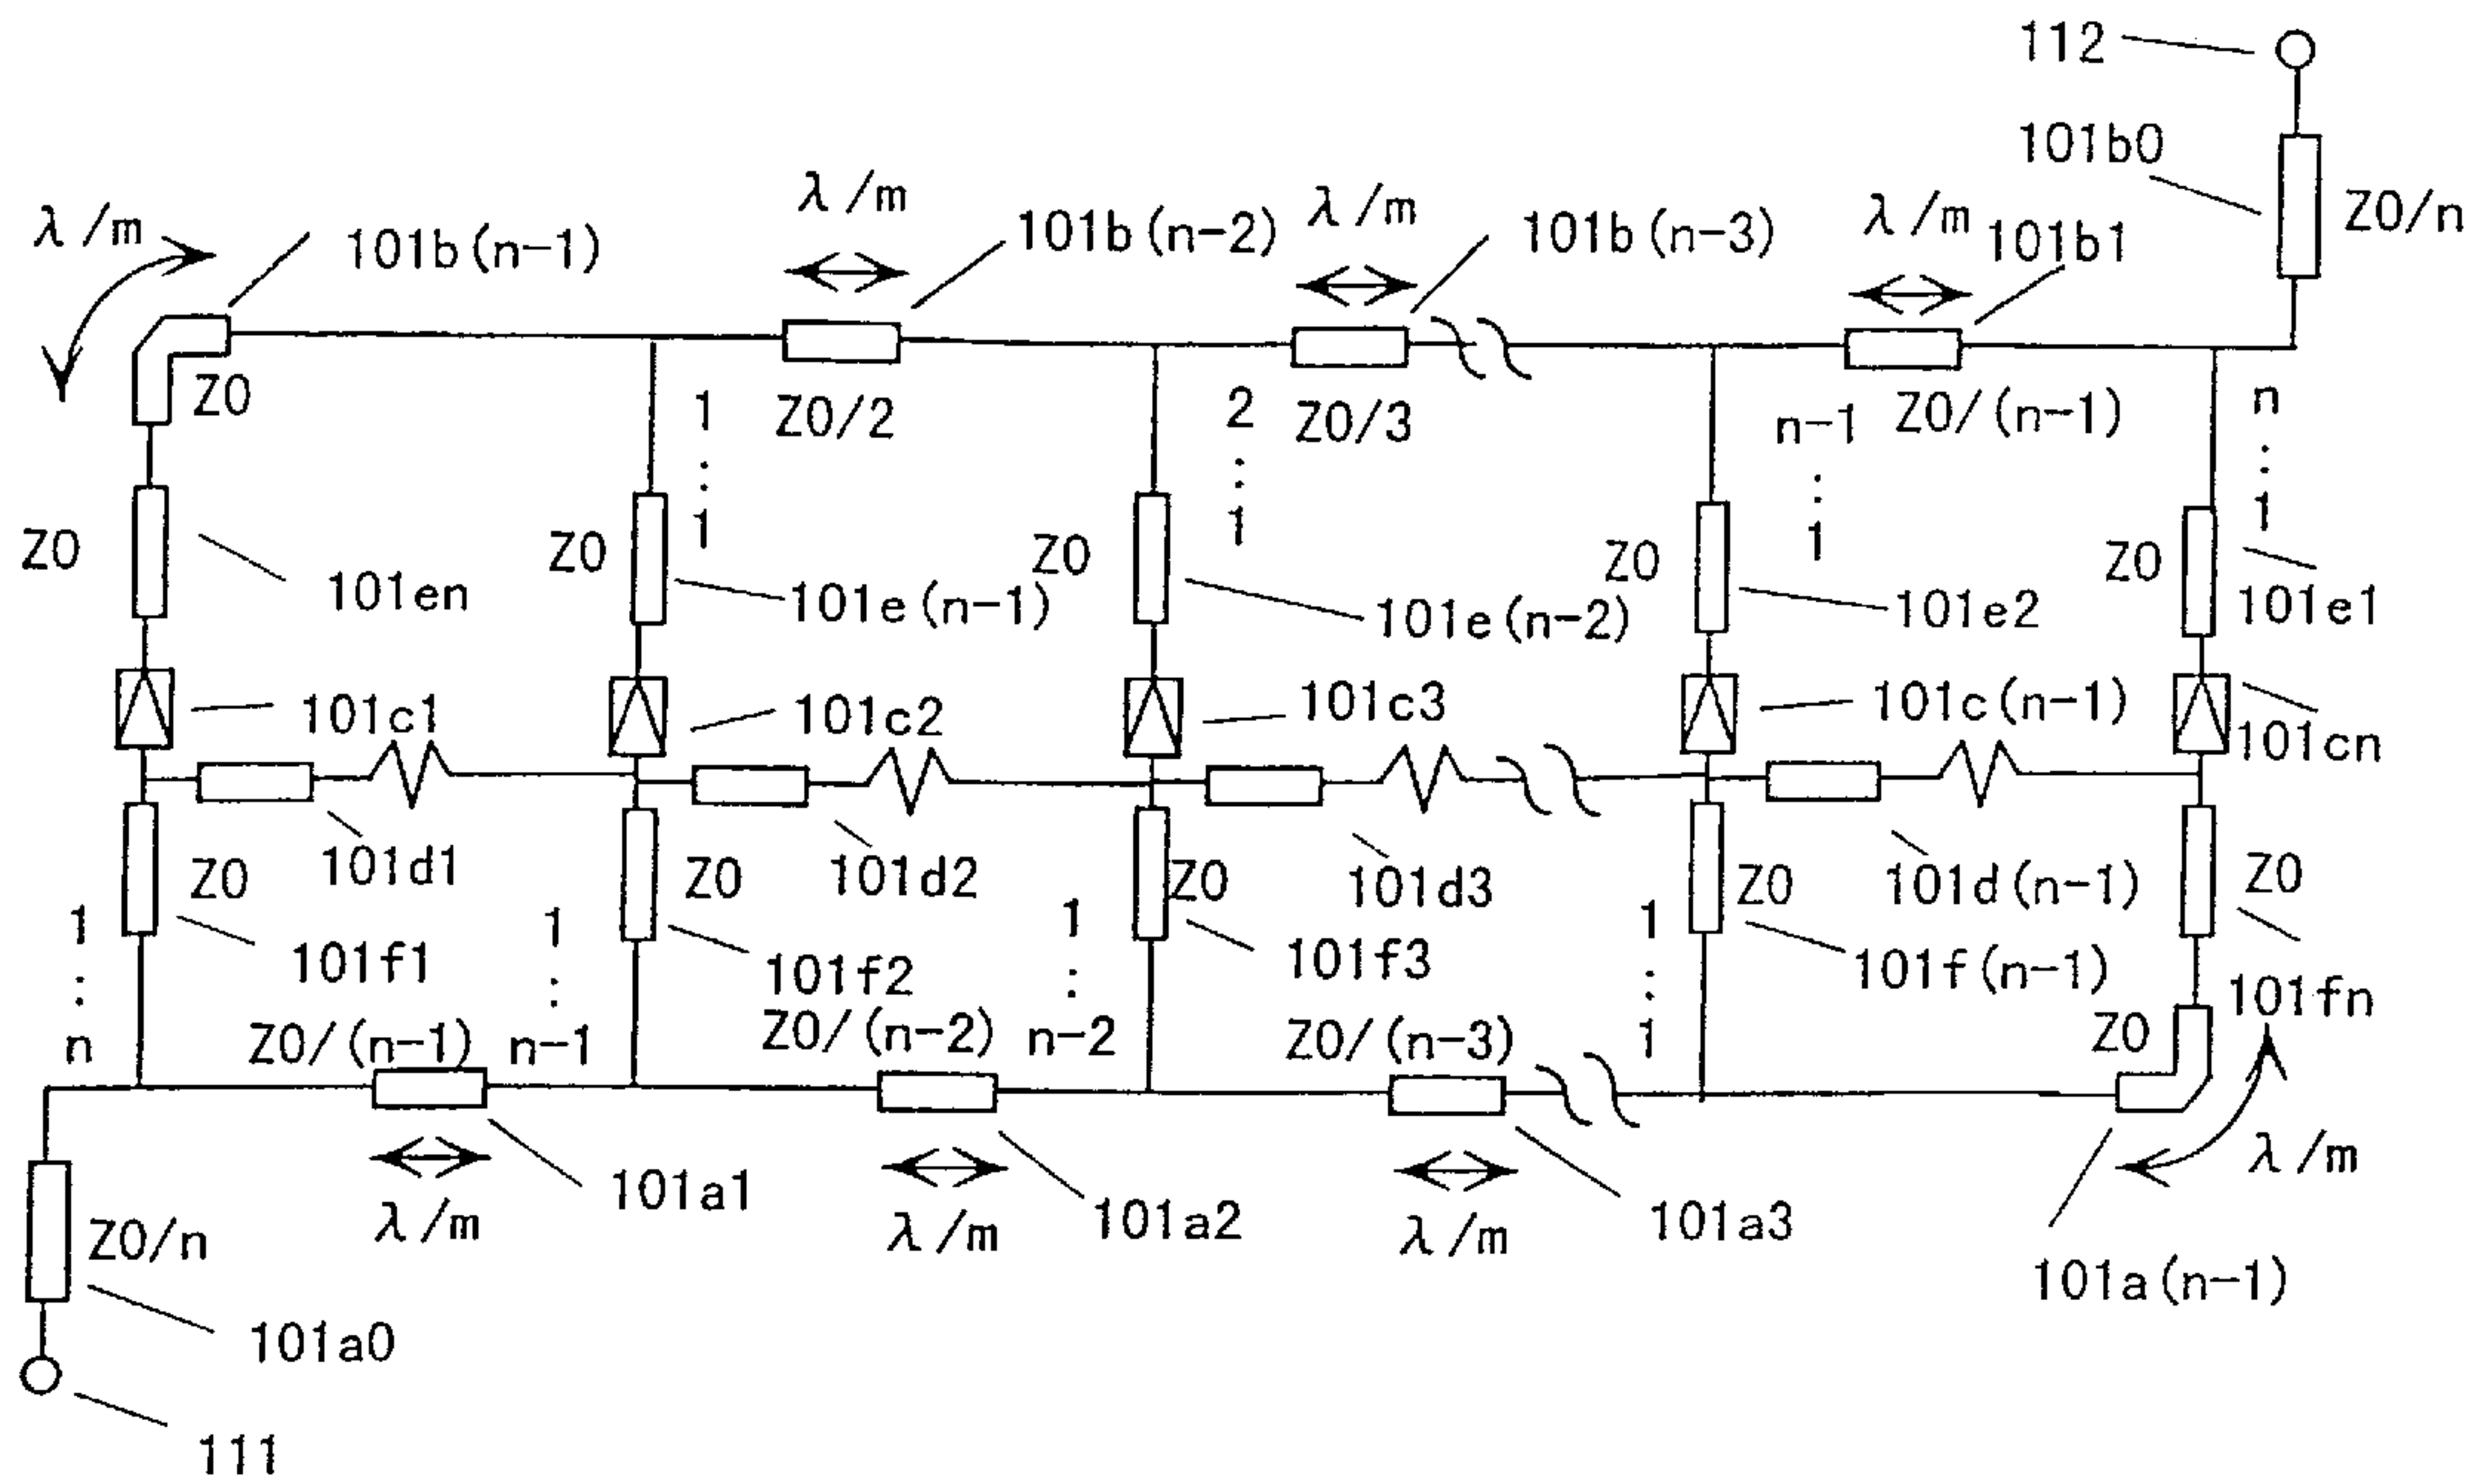 112
101b0
Z0/n
λ/m
101b(n-1)
λ/m
101b(n-2)
λ/m
101b(n-3)
λ/m
101b1
Z0
1
:
1
Z0/2
2
:
1
Z0/3
n-1
:
1
Z0/(n-1)
n
:
1
Z0
101en
Z0
101e(n-1)
Z0
101e(n-2)
Z0
101e2
Z0
101e1
101c1
101c2
101c3
101c(n-1)
101cn
101d1
101d2
101d3
101d(n-1)
Z0
Z0
Z0
Z0
Z0
1
:
n
101f1
1
:
n-1
101f2
1
:
n-2
101f3
1
:
1
101f(n-1)
101fn
Z0/(n-1)
Z0/(n-2)
Z0/(n-3)
Z0
λ/m
101a1
λ/m
101a2
λ/m
101a3
λ/m
101a(n-1)
Z0/n
101a0
111